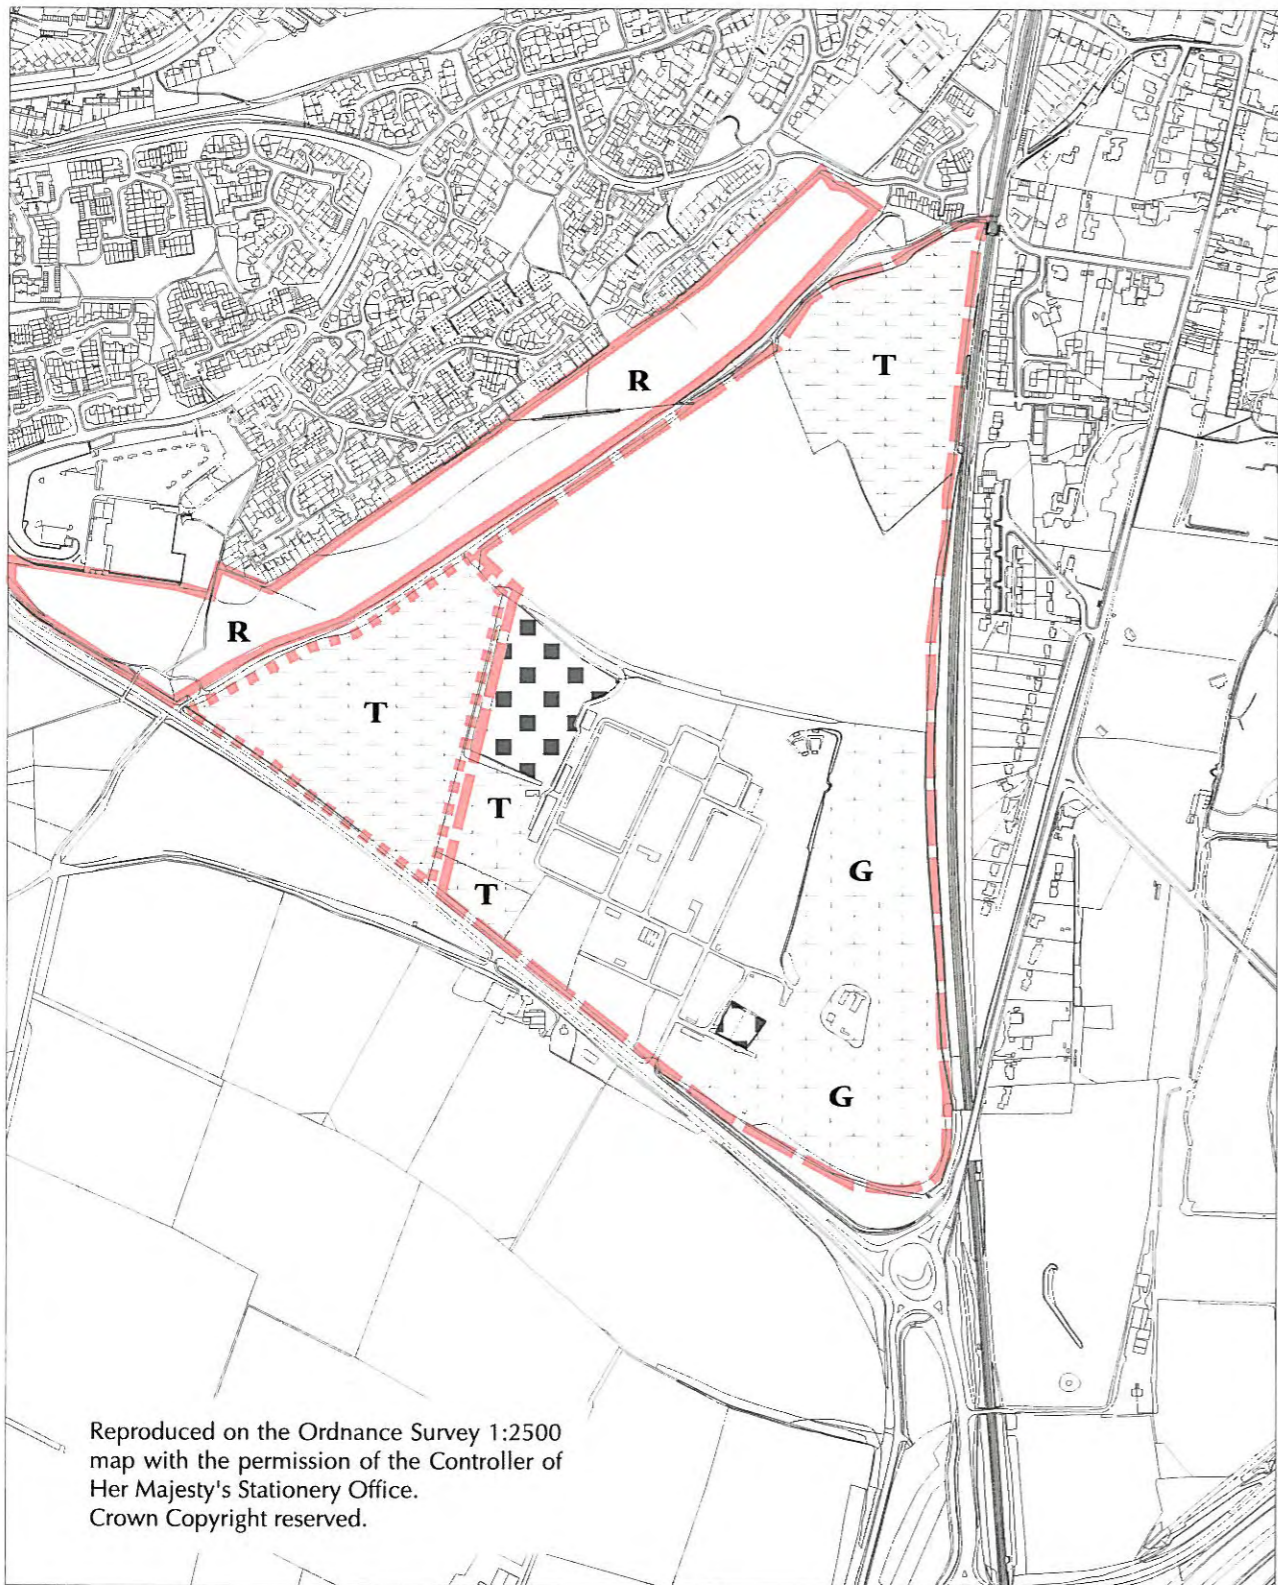 T
R
R
T
T
G
T
G
Reproduced on the Ordnance Survey 1:2500
map with the permission of the Controller of
Her Majesty's Stationery Office.
Crown Copyright reserved.